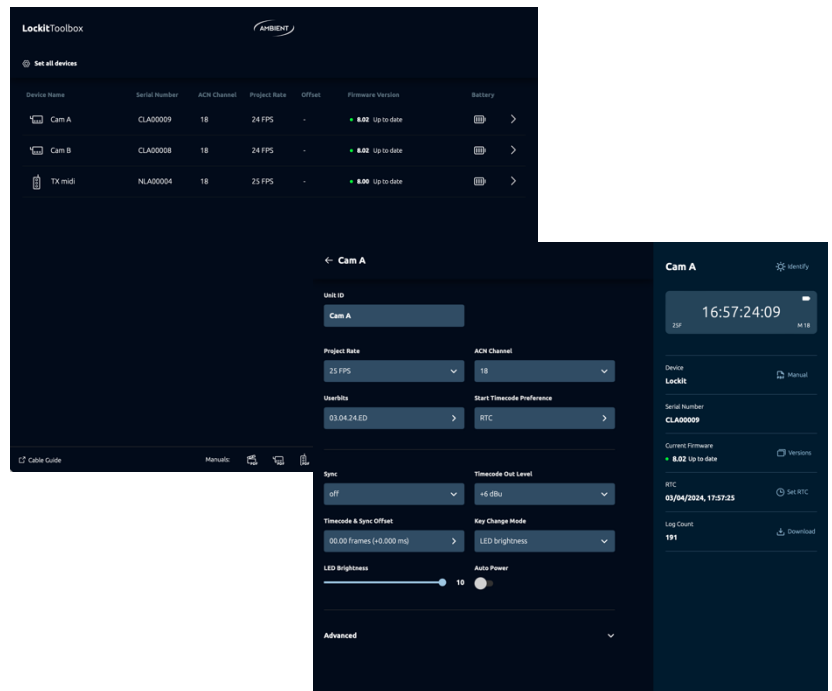 LockitToolbox
AMBIENT
Set all devices
Device Name Serial Number ACN Channel Project Rate Offset Firmware Version Battery
Cam A CLA00009 18 24 FPS - 8.02 Up to date
Cam B CLA00008 18 24 FPS - 8.02 Up to date
TX midi NLA00004 18 25 FPS - 8.00 Up to date
Cable Guide Manuals:
Cam A
Unit ID
Cam A
Project Rate ACN Channel
25 FPS 18
Userbits Start Timecode Preference
03.04.24.ED RTC
Sync Timecode Out Level
off +6 dBu
Timecode & Sync Offset Key Change Mode
00.00 frames (+0.000 ms) LED brightness
LED Brightness Auto Power
10
Advanced
Cam A Identify
16:57:24:09
25F M 18
Device
Lockit Manual
Serial Number
CLA00009
Current Firmware
8.02 Up to date Versions
RTC
03/04/2024, 17:57:25 Set RTC
Log Count
191 Download